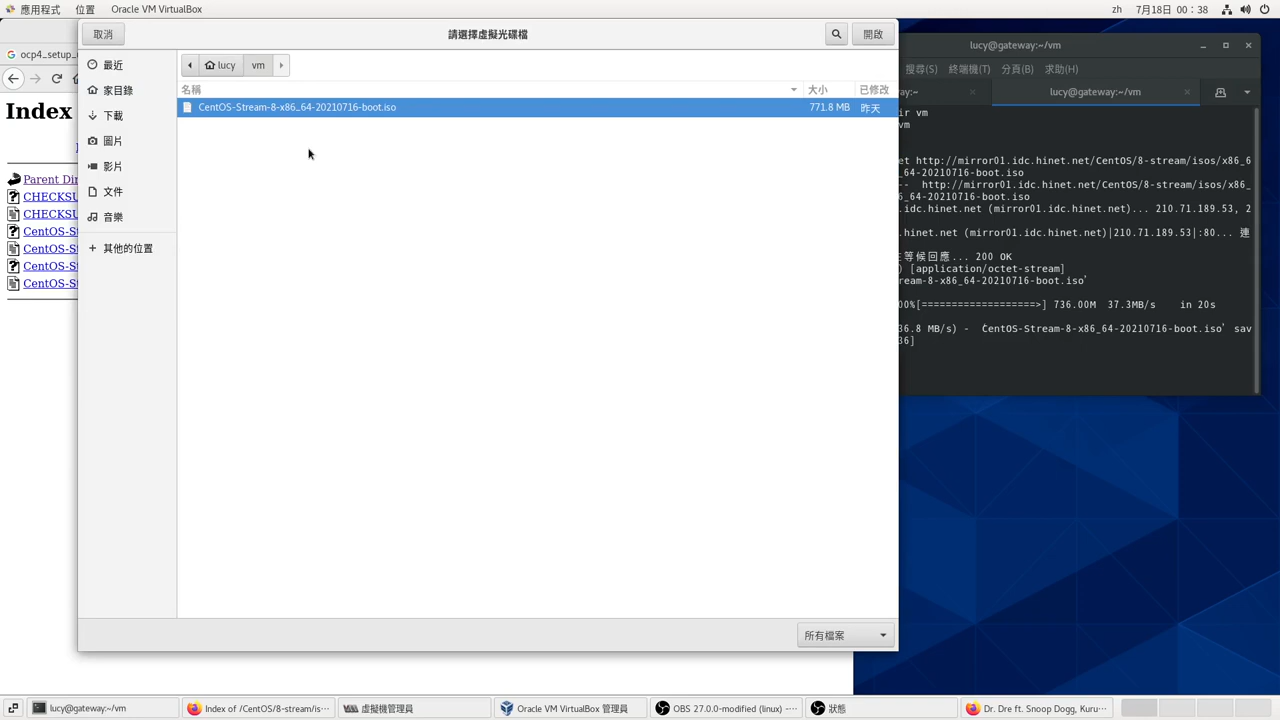 應用程式 位置 Oracle VM VirtualBox
zh 7月18日 00∶38
取消
請選擇虛擬光碟檔
開啟
最近
家目錄
下載
圖片
影片
文件
音樂
其他的位置
lucy vm
名稱 大小 已修改
CentOS-Stream-8-x86_64-20210716-boot.iso 771.8 MB 昨天
所有檔案
ocp4_setup_
Index
Parent Dir
CHECKSU
CHECKSU
CentOS-St
CentOS-St
CentOS-St
CentOS-St
lucy@gateway:~/vm
搜尋(S) 終端機(T) 分頁(B) 求助(H)
ay:~ lucy@gateway:~/vm
ir vm
vm
et http://mirror01.idc.hinet.net/CentOS/8-stream/isos/x86_6
_64-20210716-boot.iso
-- http://mirror01.idc.hinet.net/CentOS/8-stream/isos/x86_
_64-20210716-boot.iso
.idc.hinet.net (mirror01.idc.hinet.net)... 210.71.189.53, 2
.hinet.net (mirror01.idc.hinet.net)|210.71.189.53|:80... 連
等候回應... 200 OK
) [application/octet-stream]
ream-8-x86_64-20210716-boot.iso’
00%[===================>] 736.00M 37.3MB/s in 20s
36.8 MB/s) - ‘CentOS-Stream-8-x86_64-20210716-boot.iso’ sav
36]
lucy@gateway:~/vm
Index of /CentOS/8-stream/is...
虛擬機管理員
Oracle VM VirtualBox 管理員
OBS 27.0.0-modified (linux) -...
狀態
Dr. Dre ft. Snoop Dogg, Kuru...